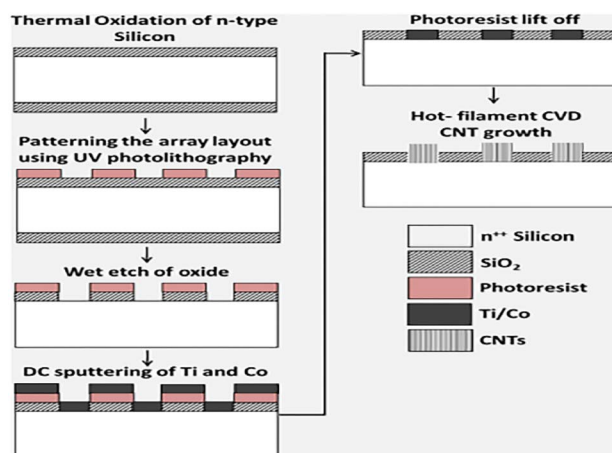 Thermal Oxidation of n-type
Silicon
Patterning the array layout
using UV photolithography
Wet etch of oxide
DC sputtering of Ti and Co
Photoresist lift off
Hot- filament CVD
CNT growth
n⁺⁺ Silicon
SiO₂
Photoresist
Ti/Co
CNTs